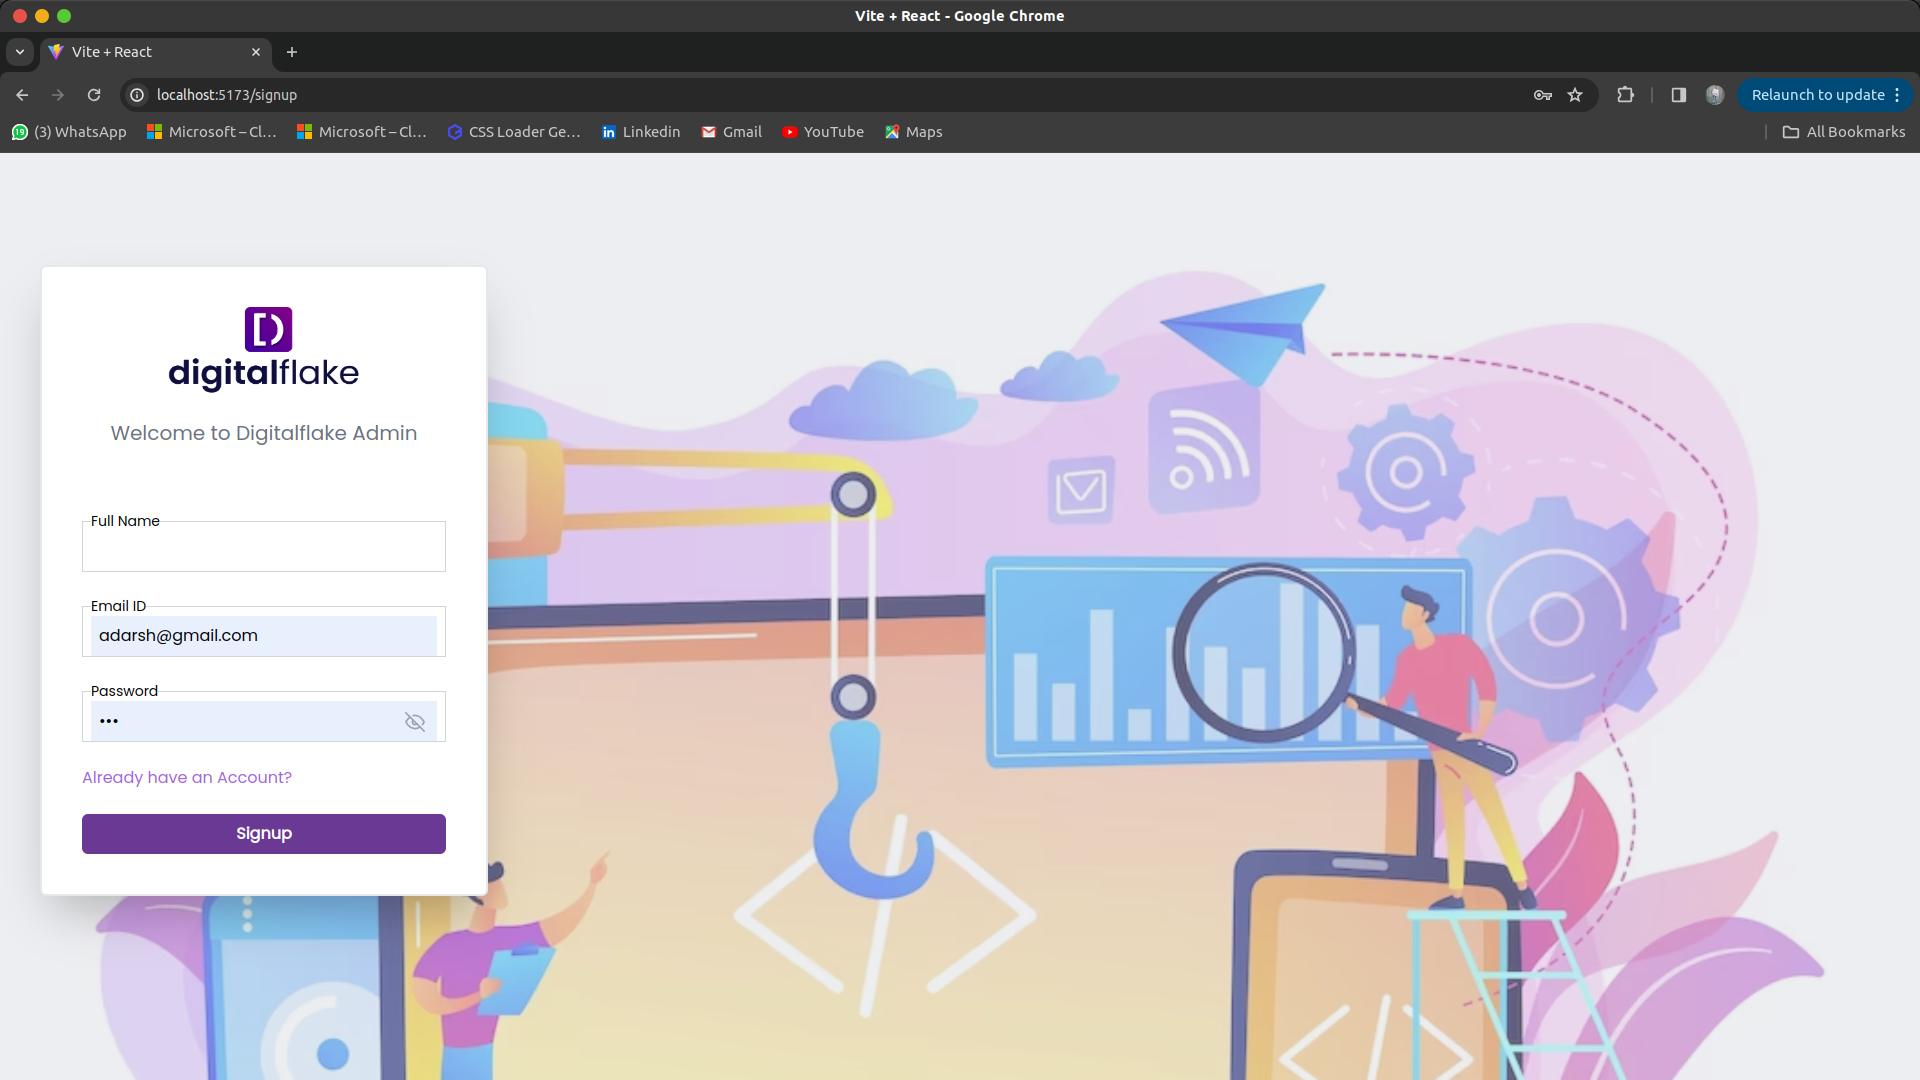 Vite + React - Google Chrome
Vite + React
localhost:5173/signup
Relaunch to update
(3) WhatsApp
Microsoft – Cl...
Microsoft – Cl...
CSS Loader Ge...
Linkedin
Gmail
YouTube
Maps
All Bookmarks
digitalflake
Welcome to Digitalflake Admin
Full Name
Email ID
adarsh@gmail.com
Password
•••
Already have an Account?
Signup